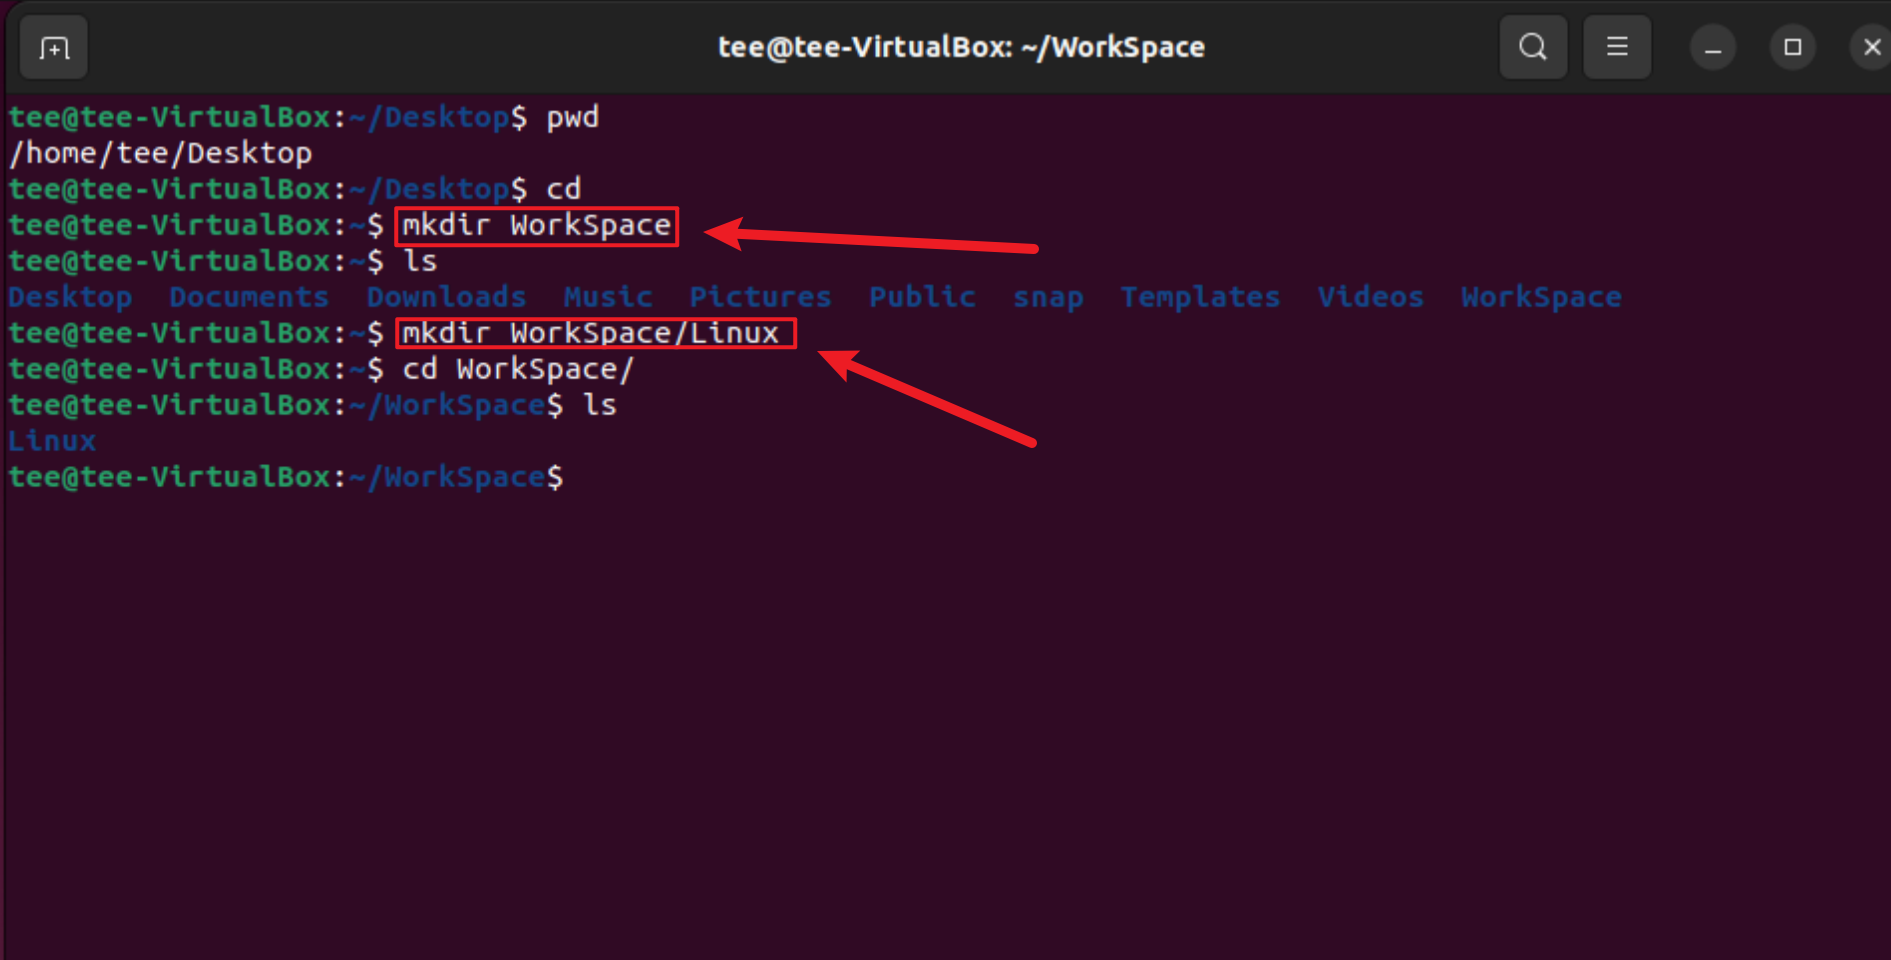 tee@tee-VirtualBox: ~/WorkSpace
tee@tee-VirtualBox:~/Desktop$ pwd
/home/tee/Desktop
tee@tee-VirtualBox:~/Desktop$ cd
tee@tee-VirtualBox:~$ mkdir WorkSpace
tee@tee-VirtualBox:~$ ls
Desktop  Documents  Downloads  Music  Pictures  Public  snap  Templates  Videos  WorkSpace
tee@tee-VirtualBox:~$ mkdir WorkSpace/Linux
tee@tee-VirtualBox:~$ cd WorkSpace/
tee@tee-VirtualBox:~/WorkSpace$ ls
Linux
tee@tee-VirtualBox:~/WorkSpace$